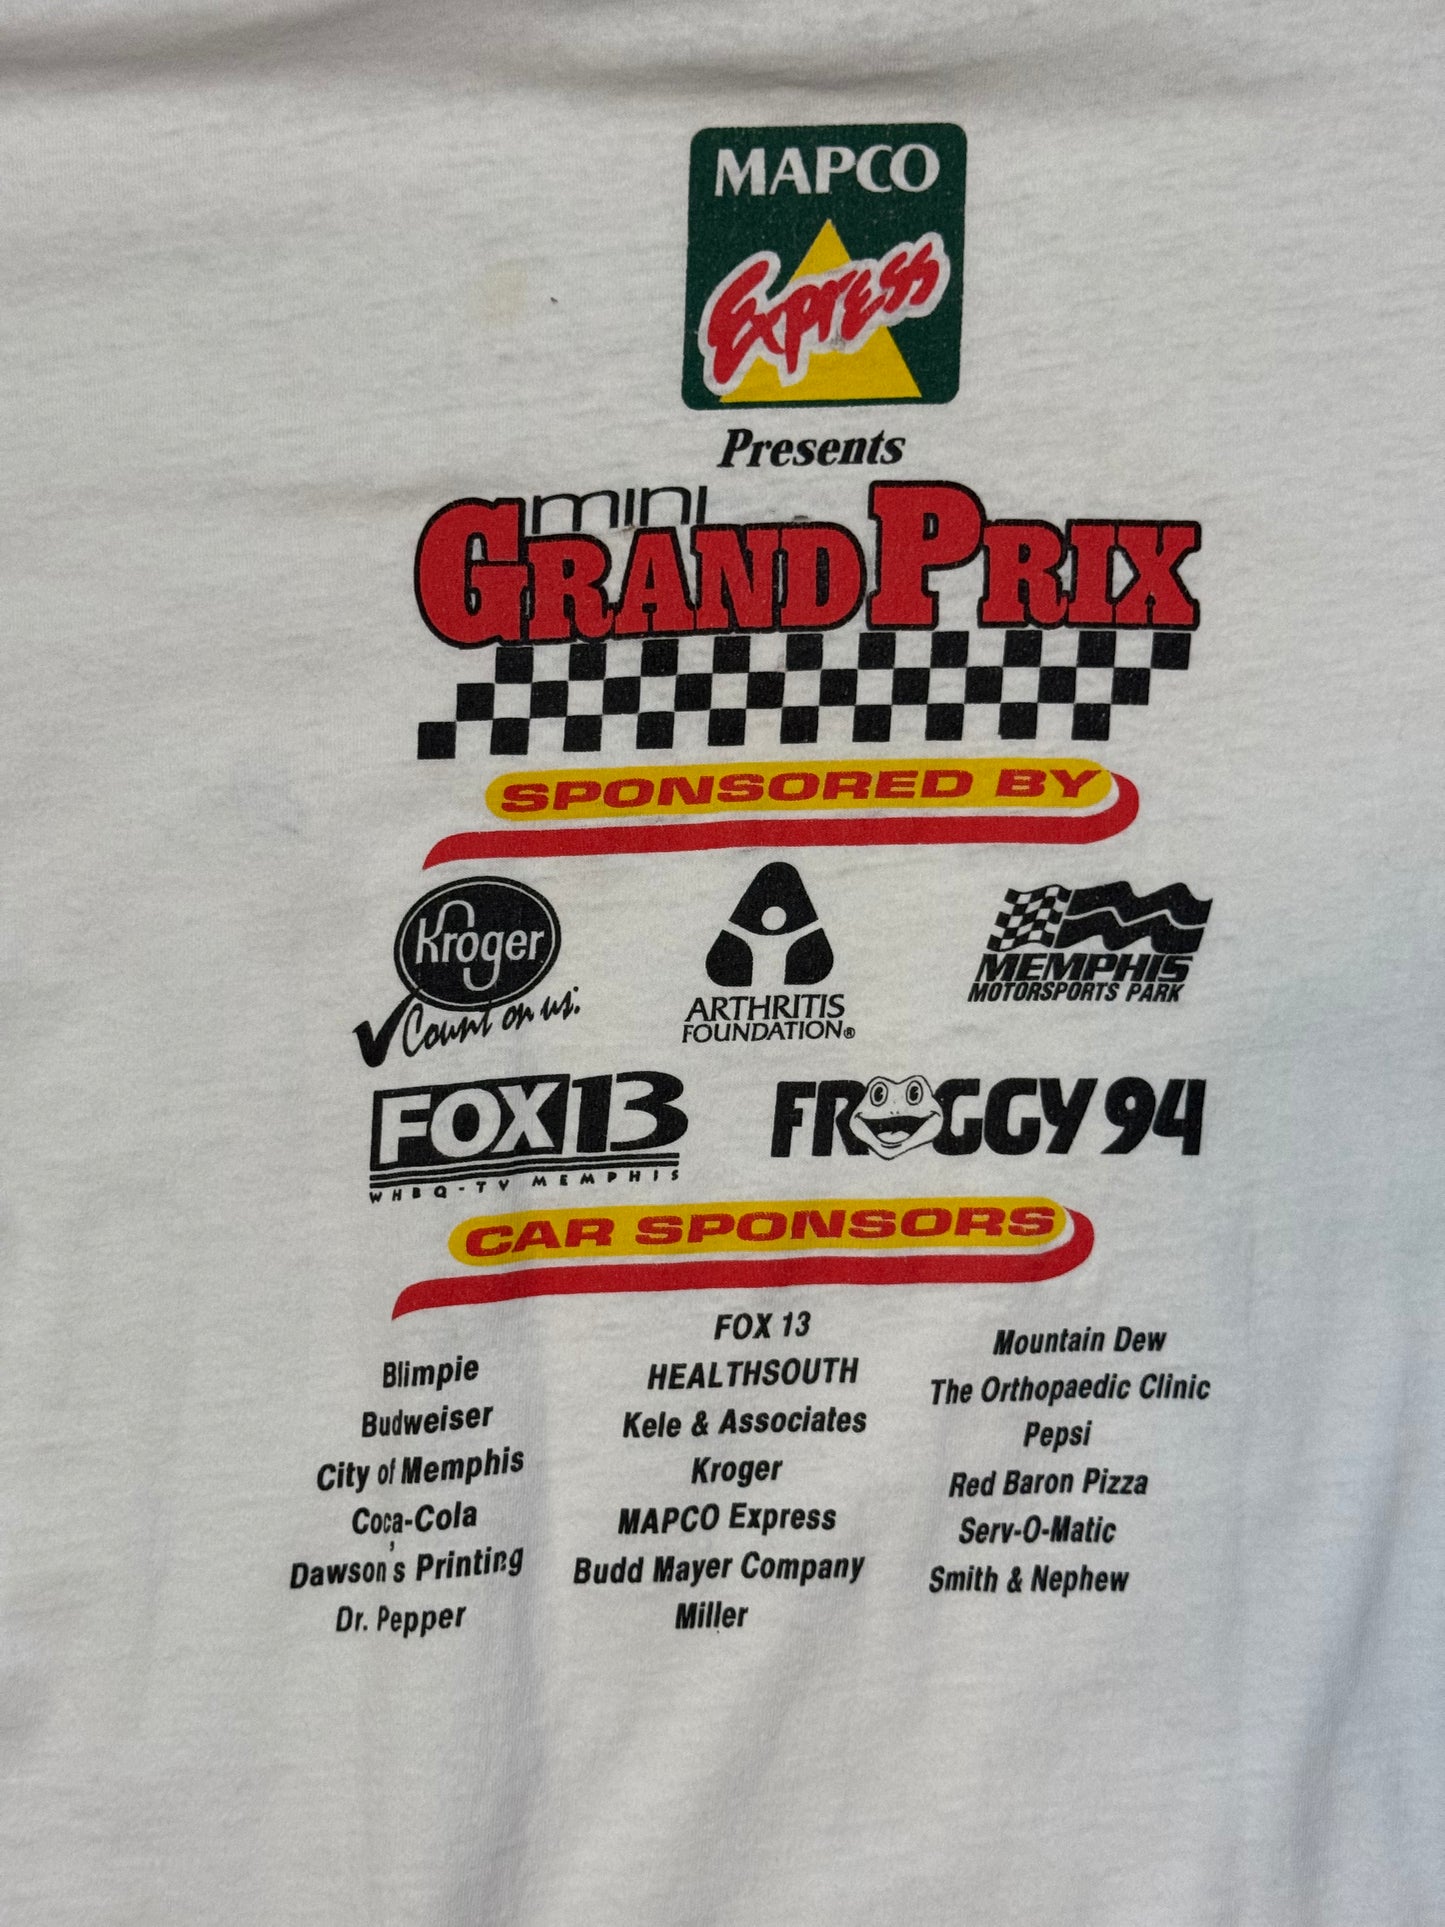 MAPCO
Express
Presents
mini
GRAND PRIX
SPONSORED BY
Kroger
Count on us.
ARTHRITIS
FOUNDATION®
MEMPHIS
MOTORSPORTS PARK
FOX 13
WHBQ-TV MEMPHIS
FROGGY 94
CAR SPONSORS
Blimpie
Budweiser
City of Memphis
Coca-Cola
Dawson's Printing
Dr. Pepper
FOX 13
HEALTHSOUTH
Kele & Associates
Kroger
MAPCO Express
Budd Mayer Company
Miller
Mountain Dew
The Orthopaedic Clinic
Pepsi
Red Baron Pizza
Serv-O-Matic
Smith & Nephew